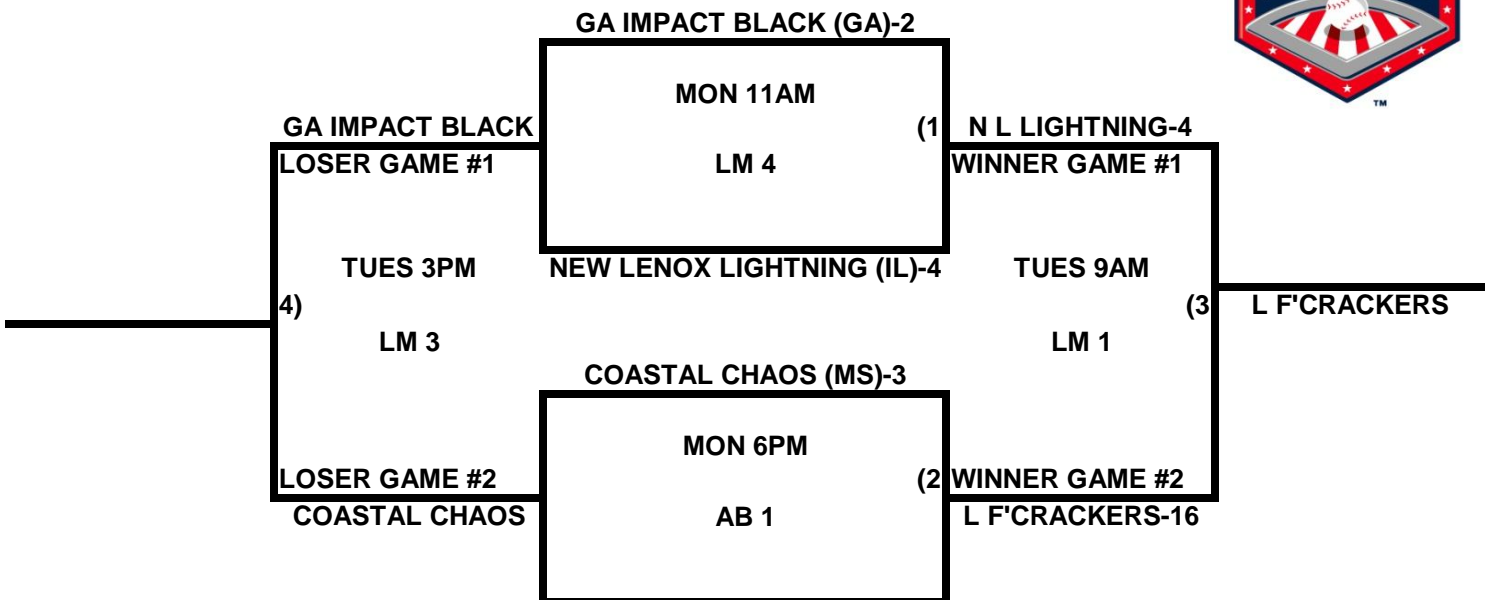 GA IMPACT BLACK (GA)-2
MON 11AM
TM
GA IMPACT BLACK
(1
N L LIGHTNING-4
LOSER GAME #1
LM 4
WINNER GAME #1
TUES 3PM
NEW LENOX LIGHTNING (IL)-4
TUES 9AM
4)
(3
L F'CRACKERS
LM 3
LM 1
COASTAL CHAOS (MS)-3
MON 6PM
LOSER GAME #2
(2
WINNER GAME #2
COASTAL CHAOS
AB 1
L F'CRACKERS-16